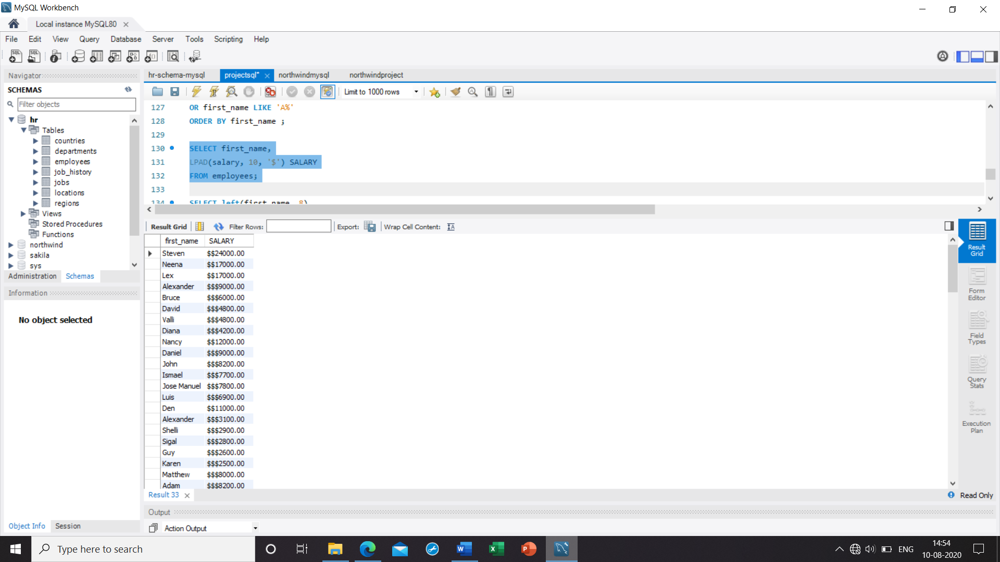 MySQL Workbench
Local instance MySQL80
File Edit View Query Database Server Tools Scripting Help
Navigator
SCHEMAS
Filter objects
hr
Tables
countries
departments
employees
job_history
jobs
locations
regions
Views
Stored Procedures
Functions
northwind
sakila
sys
Administration Schemas
Information
No object selected
Object Info Session
hr-schema-mysql projectsql* northwindmysql northwindproject
Limit to 1000 rows
127 OR first_name LIKE 'A%'
128 ORDER BY first_name ;
129
130 SELECT first_name,
131 LPAD(salary, 10, '$') SALARY
132 FROM employees;
133
134 SELECT left(first_name, 8)
Result Grid Filter Rows: Export: Wrap Cell Content:
first_name SALARY
Steven $$24000.00
Neena $$17000.00
Lex $$17000.00
Alexander $$$9000.00
Bruce $$$6000.00
David $$$4800.00
Valli $$$4800.00
Diana $$$4200.00
Nancy $$12000.00
Daniel $$$9000.00
John $$$8200.00
Ismael $$$7700.00
Jose Manuel $$$7800.00
Luis $$$6900.00
Den $$11000.00
Alexander $$$3100.00
Shelli $$$2900.00
Sigal $$$2800.00
Guy $$$2600.00
Karen $$$2500.00
Matthew $$$8000.00
Adam $$$8200.00
Result Grid
Form Editor
Field Types
Query Stats
Execution Plan
Result 33
Read Only
Output
Action Output
Type here to search
ENG
14:54
10-08-2020